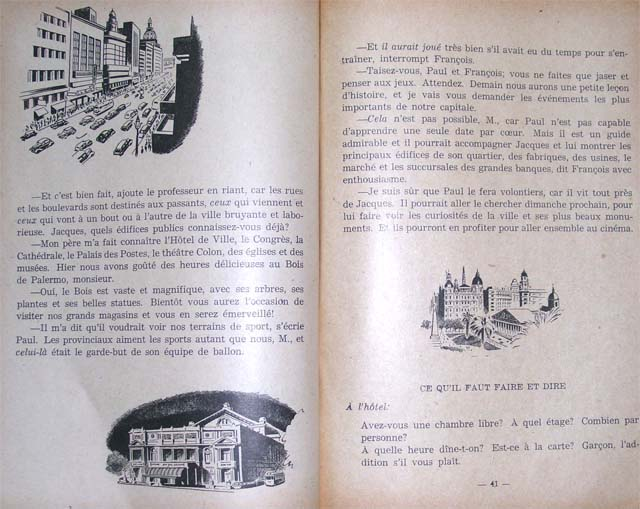 —Et c'est bien fait, ajoute le professeur en riant, car les rues
et les boulevards sont destinés aux passants, ceux qui viennent et
ceux qui vont à un bout ou à l'autre de la ville bruyante et labo-
rieuse. Jacques, quels édifices publics connaissez-vous déjà?
—Mon père m'a fait connaître l'Hôtel de Ville, le Congrès, la
Cathédrale, le Palais des Postes, le théâtre Colon, des églises et des
musées. Hier nous avons goûté des heures délicieuses au Bois
de Palermo, monsieur.
—Oui, le Bois est vaste et magnifique, avec ses arbres, ses
plantes et ses belles statues. Bientôt vous aurez l'occasion de
visiter nos grands magasins et vous en serez émerveillé!
—Il m'a dit qu'il voudrait voir nos terrains de sport, s'écrie
Paul. Les provinciaux aiment les sports autant que nous, M., et
celui-là était le garde-but de son équipe de ballon.
—Et il aurait joué très bien s'il avait eu du temps pour s'en-
traîner, interrompt François.
—Taisez-vous, Paul et François; vous ne faites que jaser et
penser aux jeux. Attendez. Demain nous aurons une petite leçon
d'histoire, et je vais vous demander les événements les plus
importants de notre capitale.
—Cela n'est pas possible, M., car Paul n'est pas capable
d'apprendre une seule date par cœur. Mais il est un guide
admirable et il pourrait accompagner Jacques et lui montrer les
principaux édifices de son quartier, des fabriques, des usines, le
marché et les succursales des grandes banques, dit François avec
enthousiasme.
—Je suis sûr que Paul le fera volontiers, car il vit tout près
de Jacques. Il pourrait aller le chercher dimanche prochain, pour
lui faire voir les curiosités de la ville et ses plus beaux monu-
ments. Et ils pourront en profiter pour aller ensemble au cinéma.
CE QU'IL FAUT FAIRE ET DIRE
À l'hôtel:
Avez-vous une chambre libre? À quel étage? Combien par
personne?
À quelle heure dîne-t-on? Est-ce à la carte? Garçon, l'ad-
dition s'il vous plaît.
— 41 —